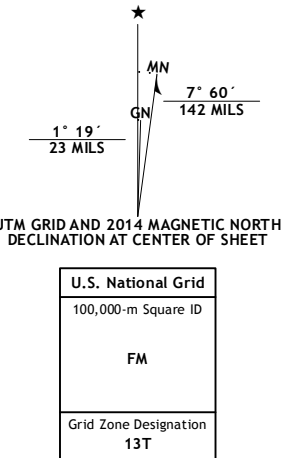 ★
MN
7° 60´
142 MILS
GN
1° 19´
23 MILS
UTM GRID AND 2014 MAGNETIC NORTH
DECLINATION AT CENTER OF SHEET
U.S. National Grid
100,000-m Square ID
FM
Grid Zone Designation
13T